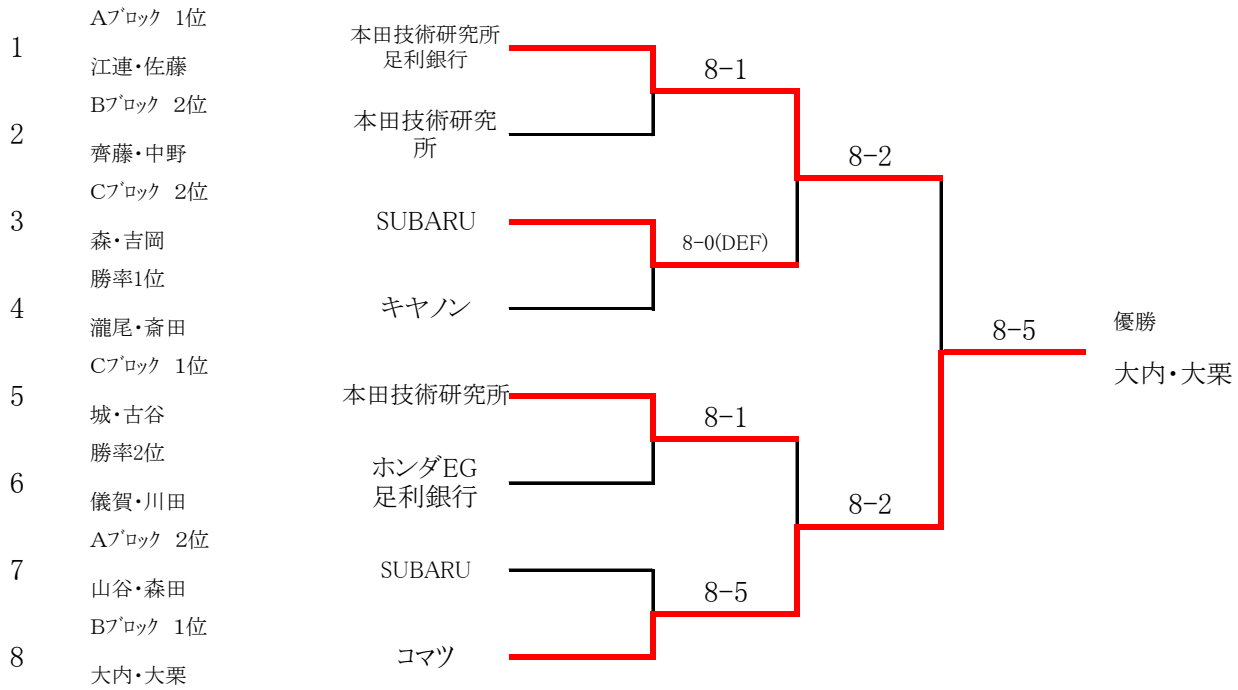 Aブロック 1位
1
江連・佐藤
本田技術研究所
足利銀行
8-1
Bブロック 2位
2
齊藤・中野
本田技術研究
所
8-2
Cブロック 2位
3
森・吉岡
SUBARU
8-0(DEF)
勝率1位
4
瀧尾・斎田
キヤノン
8-5
優勝
大内・大栗
Cブロック 1位
5
城・古谷
本田技術研究所
8-1
勝率2位
6
儀賀・川田
ホンダEG
足利銀行
8-2
Aブロック 2位
7
山谷・森田
SUBARU
8-5
Bブロック 1位
8
大内・大栗
コマツ